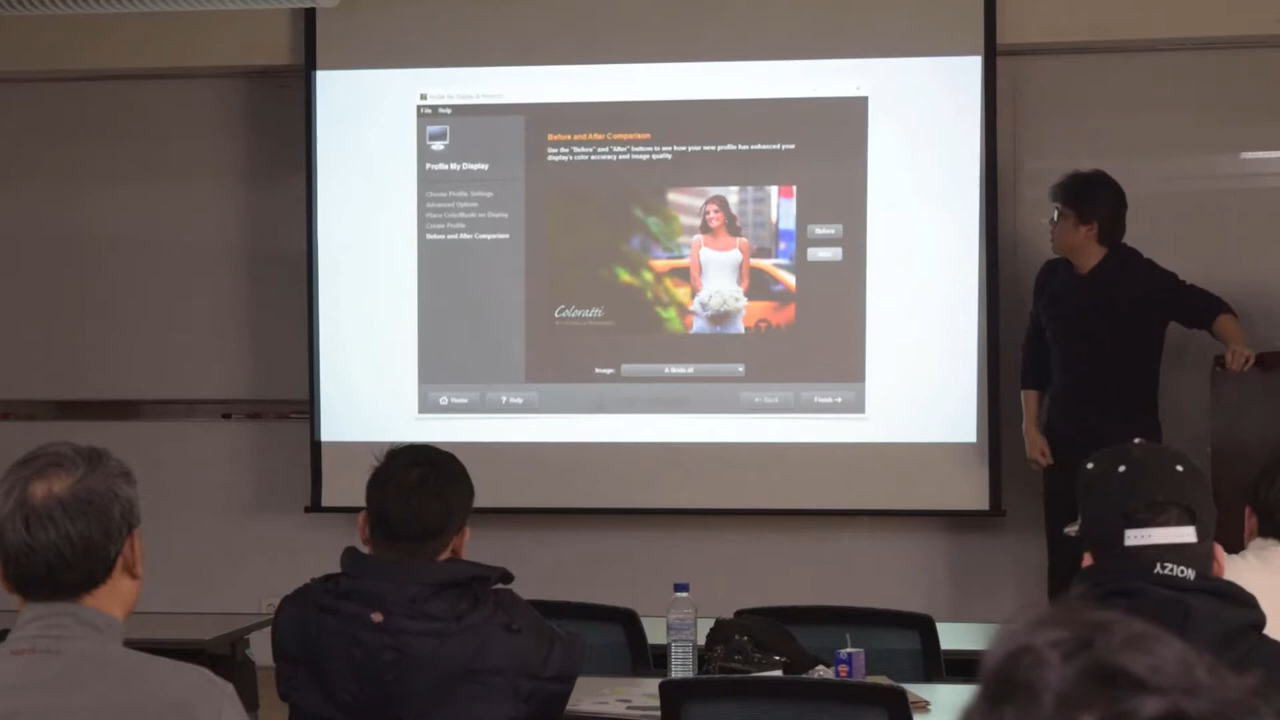 File Help
Profile My Display
Choose Profile Settings
Advanced Options
Place ColorMunki on Display
Create Profile
Before and After Comparison
Before and After Comparison
Use the "Before" and "After" buttons to see how your new profile has enhanced your
display's color accuracy and image quality.
Before
Coloratti
Image:
Home
? Help
Back
Finish
NOIZY